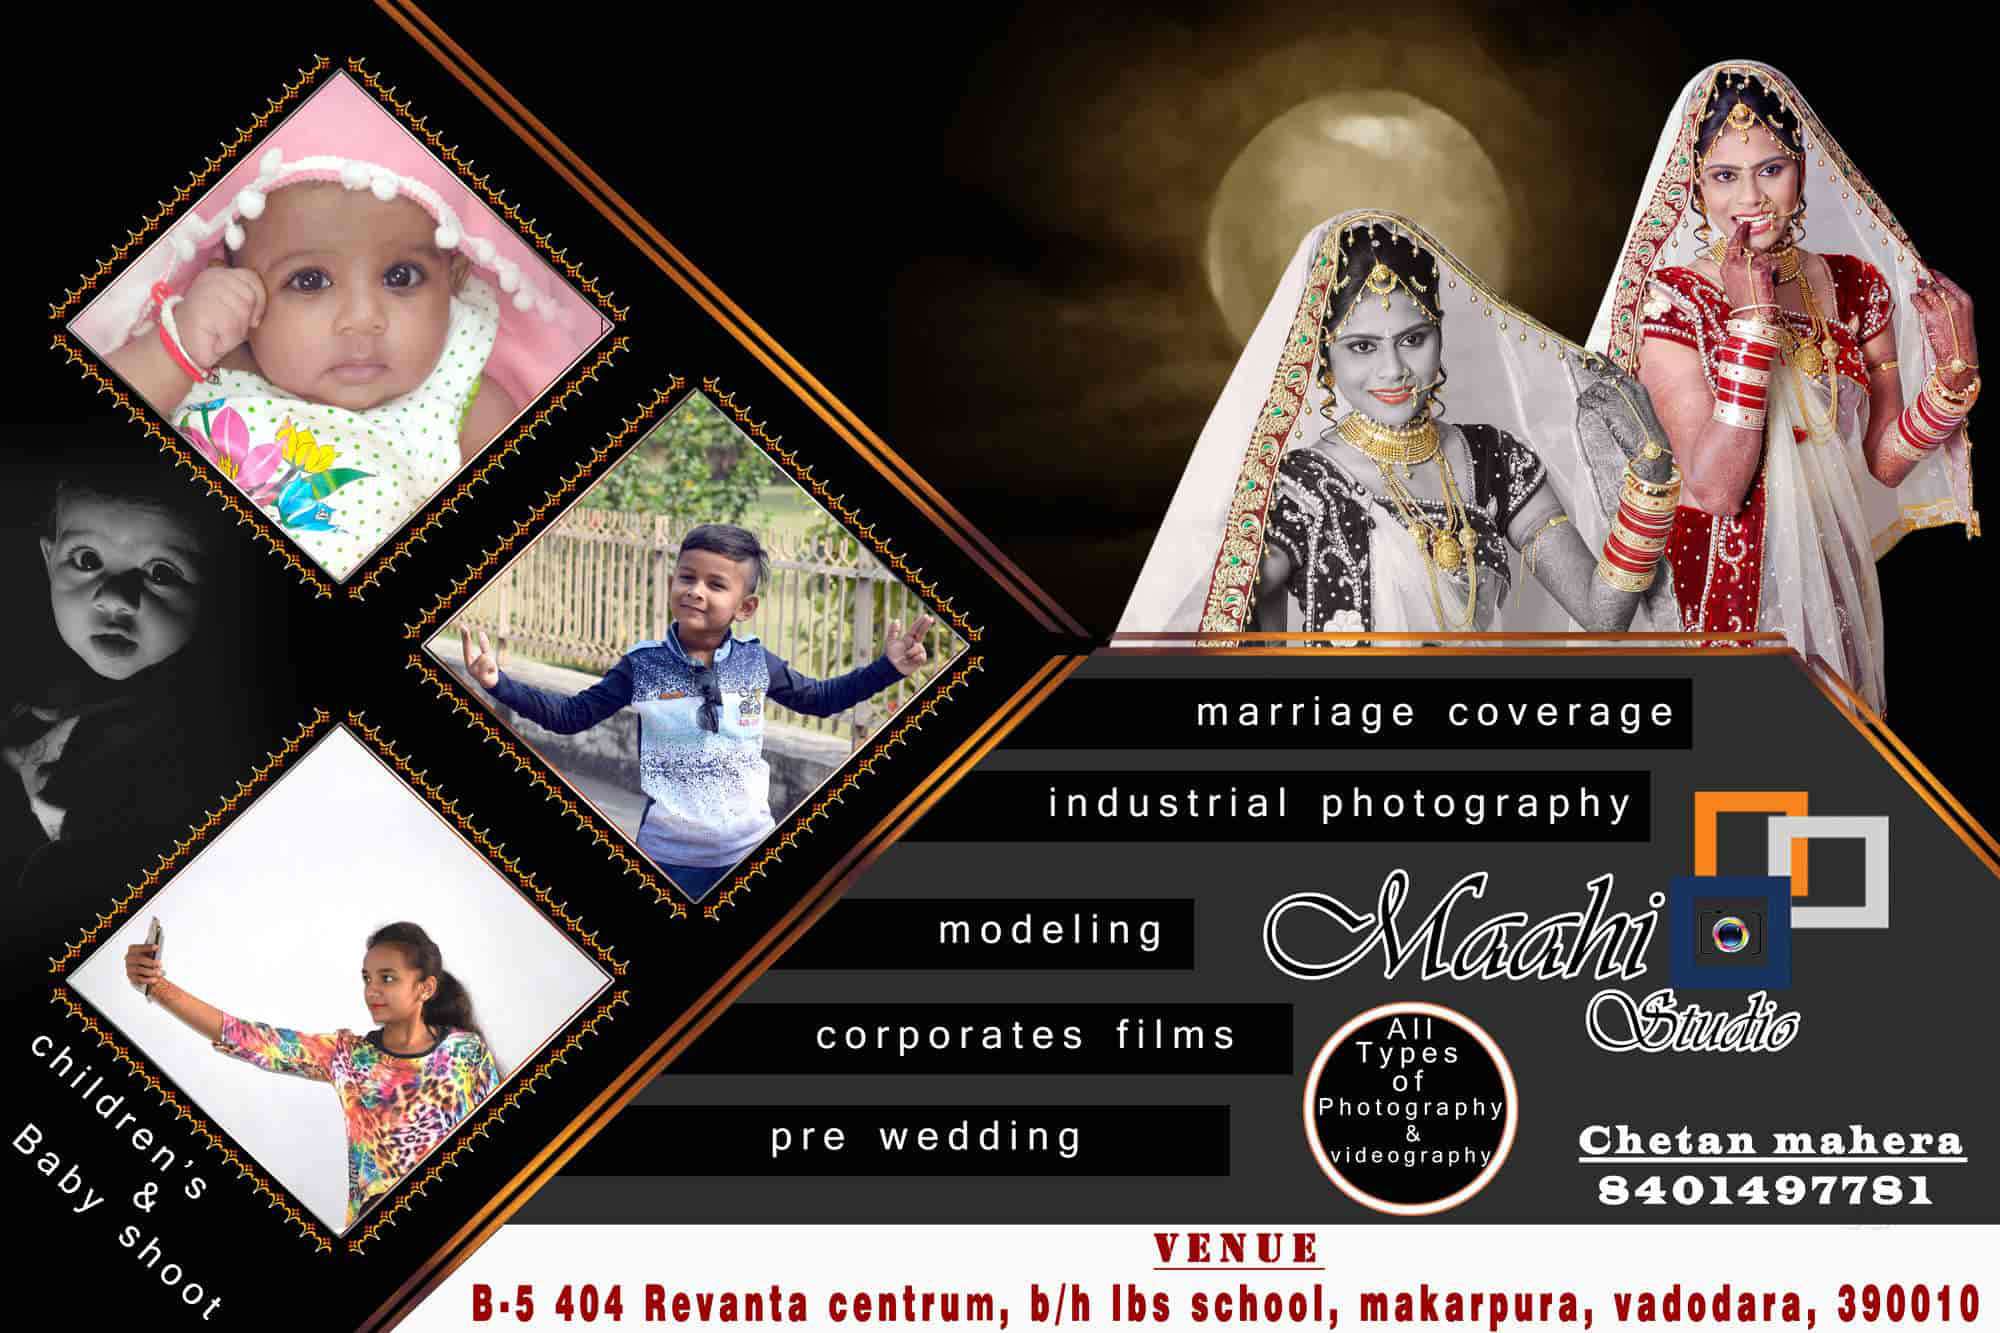 marriage coverage
industrial photography
modeling
corporates films
pre wedding
Maahi
Studio
All
Types
of
Photography
&
videography
Chetan mahera
8401497781
children's
&
Baby shoot
VENUE
B-5 404 Revanta centrum, b/h lbs school, makarpura, vadodara, 390010